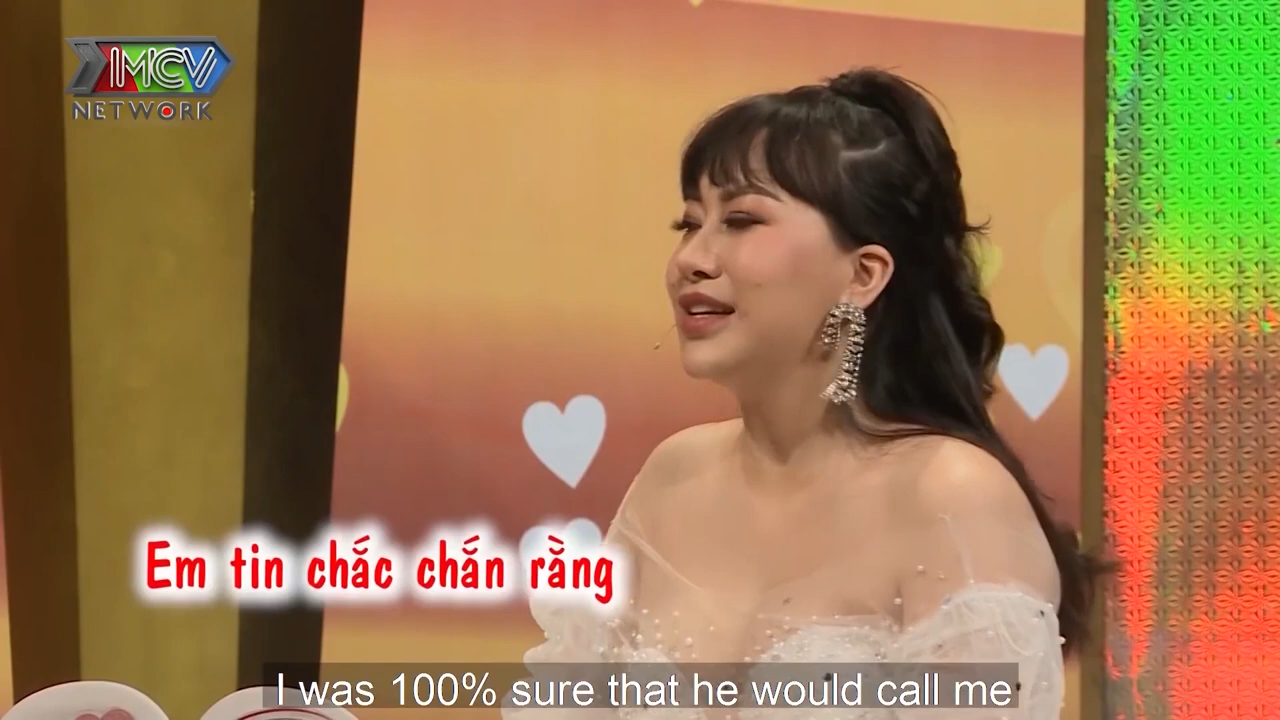 MCV
NETWORK
Em tin chắc chắn rằng
I was 100% sure that he would call me